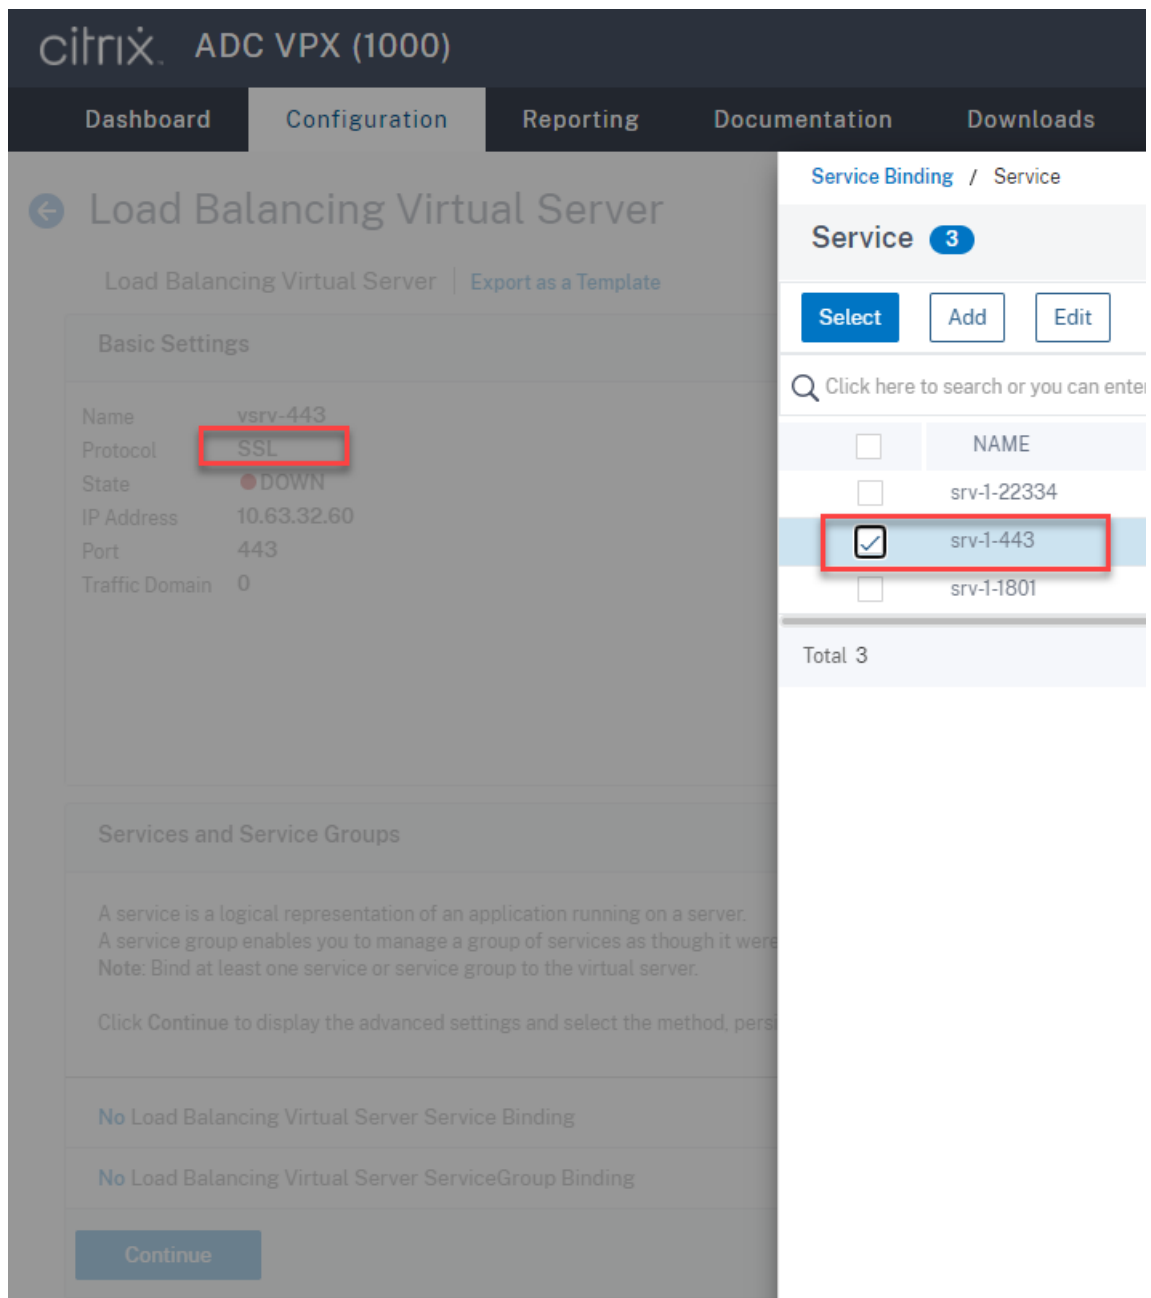 citrix. ADC VPX (1000)
Dashboard Configuration Reporting Documentation Downloads
Load Balancing Virtual Server
Load Balancing Virtual Server Export as a Template
Basic Settings
Name vsrv-443
Protocol SSL
State DOWN
IP Address 10.63.32.60
Port 443
Traffic Domain 0
Services and Service Groups
A service is a logical representation of an application running on a server.
A service group enables you to manage a group of services as though it were
Note: Bind at least one service or service group to the virtual server.
Click Continue to display the advanced settings and select the method, persi
No Load Balancing Virtual Server Service Binding
No Load Balancing Virtual Server ServiceGroup Binding
Continue
Service Binding / Service
Service 3
Select Add Edit
Click here to search or you can enter
NAME
srv-1-22334
srv-1-443
srv-1-1801
Total 3